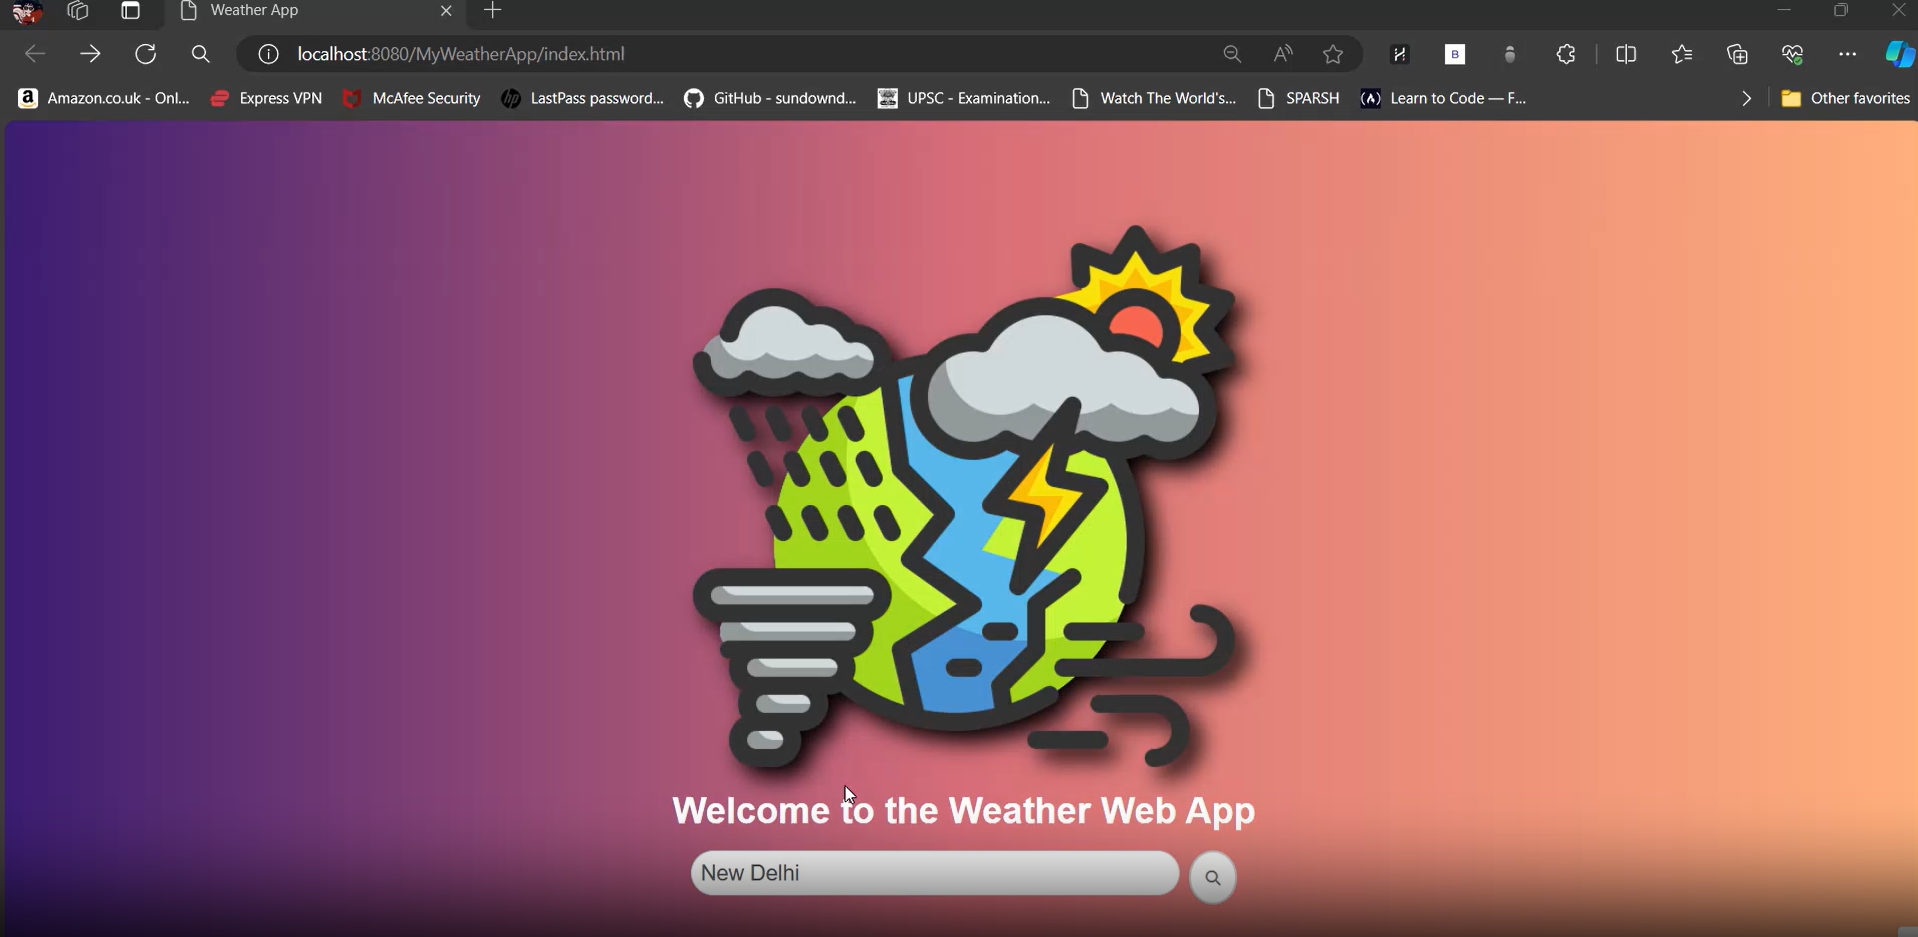 Weather App
localhost:8080/MyWeatherApp/index.html
A))
B
a Amazon.co.uk - Onl... Express VPN McAfee Security hp LastPass password... GitHub - sundownd... UPSC - Examination... Watch The World's... SPARSH (A) Learn to Code — F... Other favorites
Welcome to the Weather Web App
New Delhi